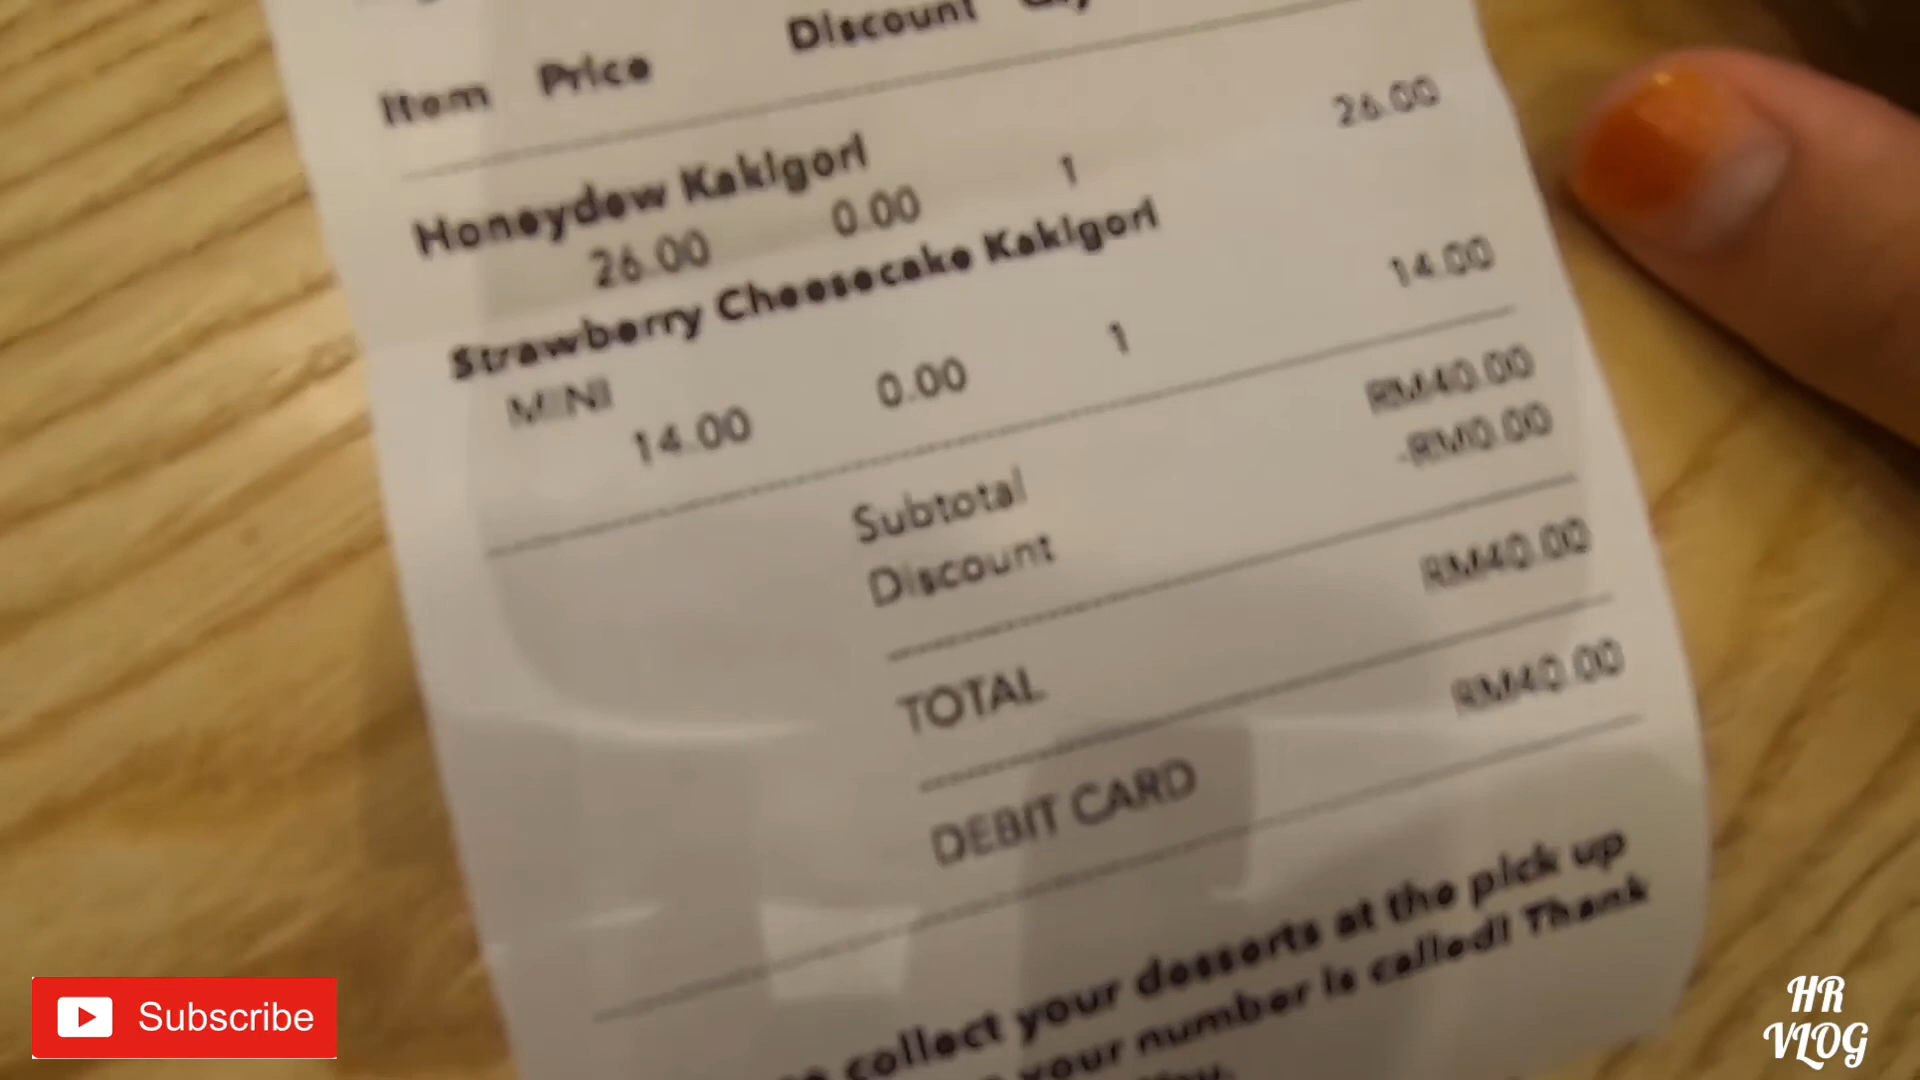 Item Price Discount Qty
Honeydew Kakigori
26.00 0.00 1 26.00
Strawberry Cheesecake Kakigori
MINI
14.00 0.00 1 14.00
Subtotal RM40.00
Discount -RM0.00
TOTAL RM40.00
DEBIT CARD RM40.00
collect your desserts at the pick up
your number is called! Thank
Subscribe
HR
VLOG